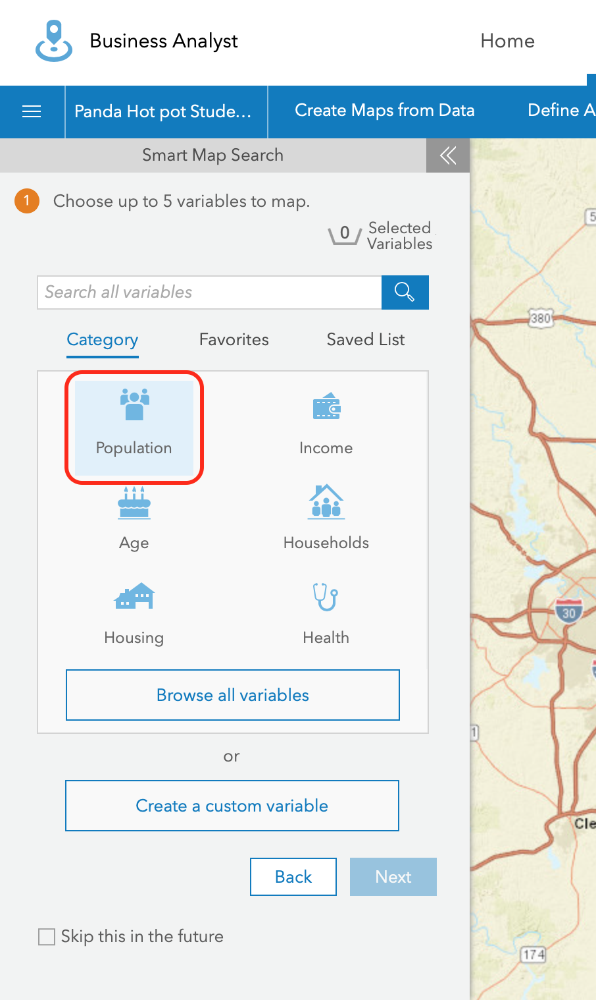 Business Analyst
Home
Panda Hot pot Stude...
Create Maps from Data
Define A
Smart Map Search
1
Choose up to 5 variables to map.
0
Selected
Variables
Search all variables
Category
Favorites
Saved List
Population
Income
Age
Households
Housing
Health
Browse all variables
or
Create a custom variable
Back
Next
Skip this in the future
5
380
30
1
Cle
174